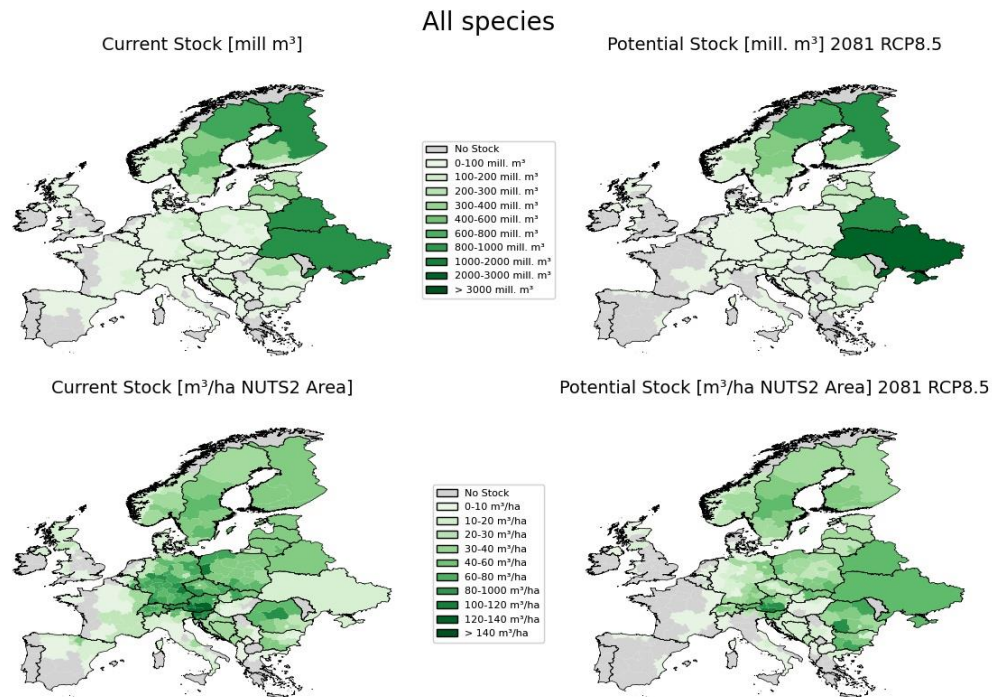 All species
Current Stock [mill m³]
Potential Stock [mill. m³] 2081 RCP8.5
No Stock
0-100 mill. m³
100-200 mill. m³
200-300 mill. m³
300-400 mill. m³
400-600 mill. m³
600-800 mill. m³
800-1000 mill. m³
1000-2000 mill. m³
2000-3000 mill. m³
> 3000 mill. m³
Current Stock [m³/ha NUTS2 Area]
Potential Stock [m³/ha NUTS2 Area] 2081 RCP8.5
No Stock
0-10 m³/ha
10-20 m³/ha
20-30 m³/ha
30-40 m³/ha
40-60 m³/ha
60-80 m³/ha
80-1000 m³/ha
100-120 m³/ha
120-140 m³/ha
> 140 m³/ha